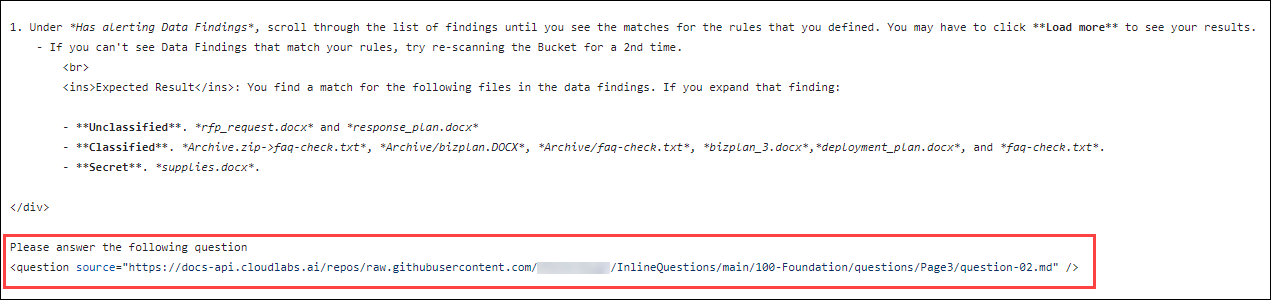 1. Under *Has alerting Data Findings*, scroll through the list of findings until you see the matches for the rules that you defined. You may have to click **Load more** to see your results.
- If you can't see Data Findings that match your rules, try re-scanning the Bucket for a 2nd time.
<br>
<ins>Expected Result</ins>: You find a match for the following files in the data findings. If you expand that finding:
- **Unclassified**. *rfp_request.docx* and *response_plan.docx*
- **Classified**. *Archive.zip->faq-check.txt*, *Archive/bizplan.DOCX*, *Archive/faq-check.txt*, *bizplan_3.docx*,*deployment_plan.docx*, and *faq-check.txt*.
- **Secret**. *supplies.docx*.
</div>
Please answer the following question
<question source="https://docs-api.cloudlabs.ai/repos/raw.githubusercontent.com/ /InlineQuestions/main/100-Foundation/questions/Page3/question-02.md" />